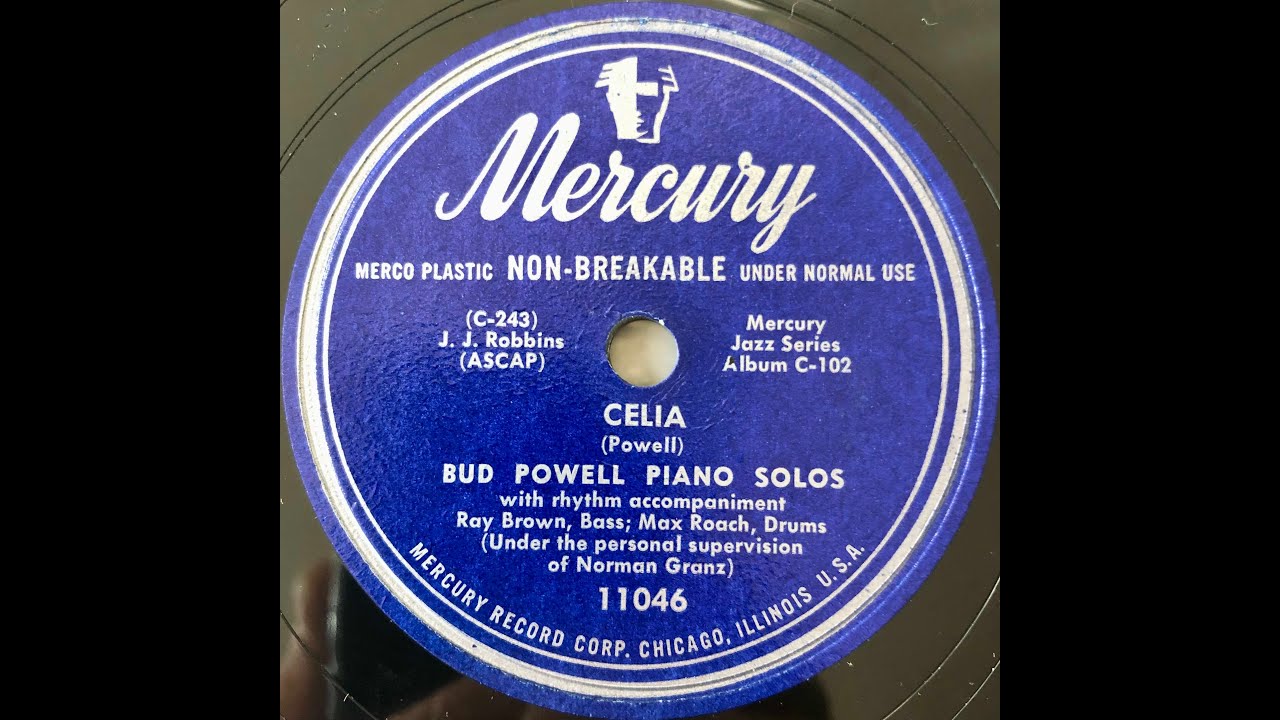 Mercury
MERCO PLASTIC NON-BREAKABLE UNDER NORMAL USE
(C-243)
J. J. Robbins
(ASCAP)
Mercury
Jazz Series
Album C-102
CELIA
(Powell)
BUD POWELL PIANO SOLOS
with rhythm accompaniment
Ray Brown, Bass; Max Roach, Drums
(Under the personal supervision
of Norman Granz)
11046
MERCURY RECORD CORP. CHICAGO, ILLINOIS U.S.A.